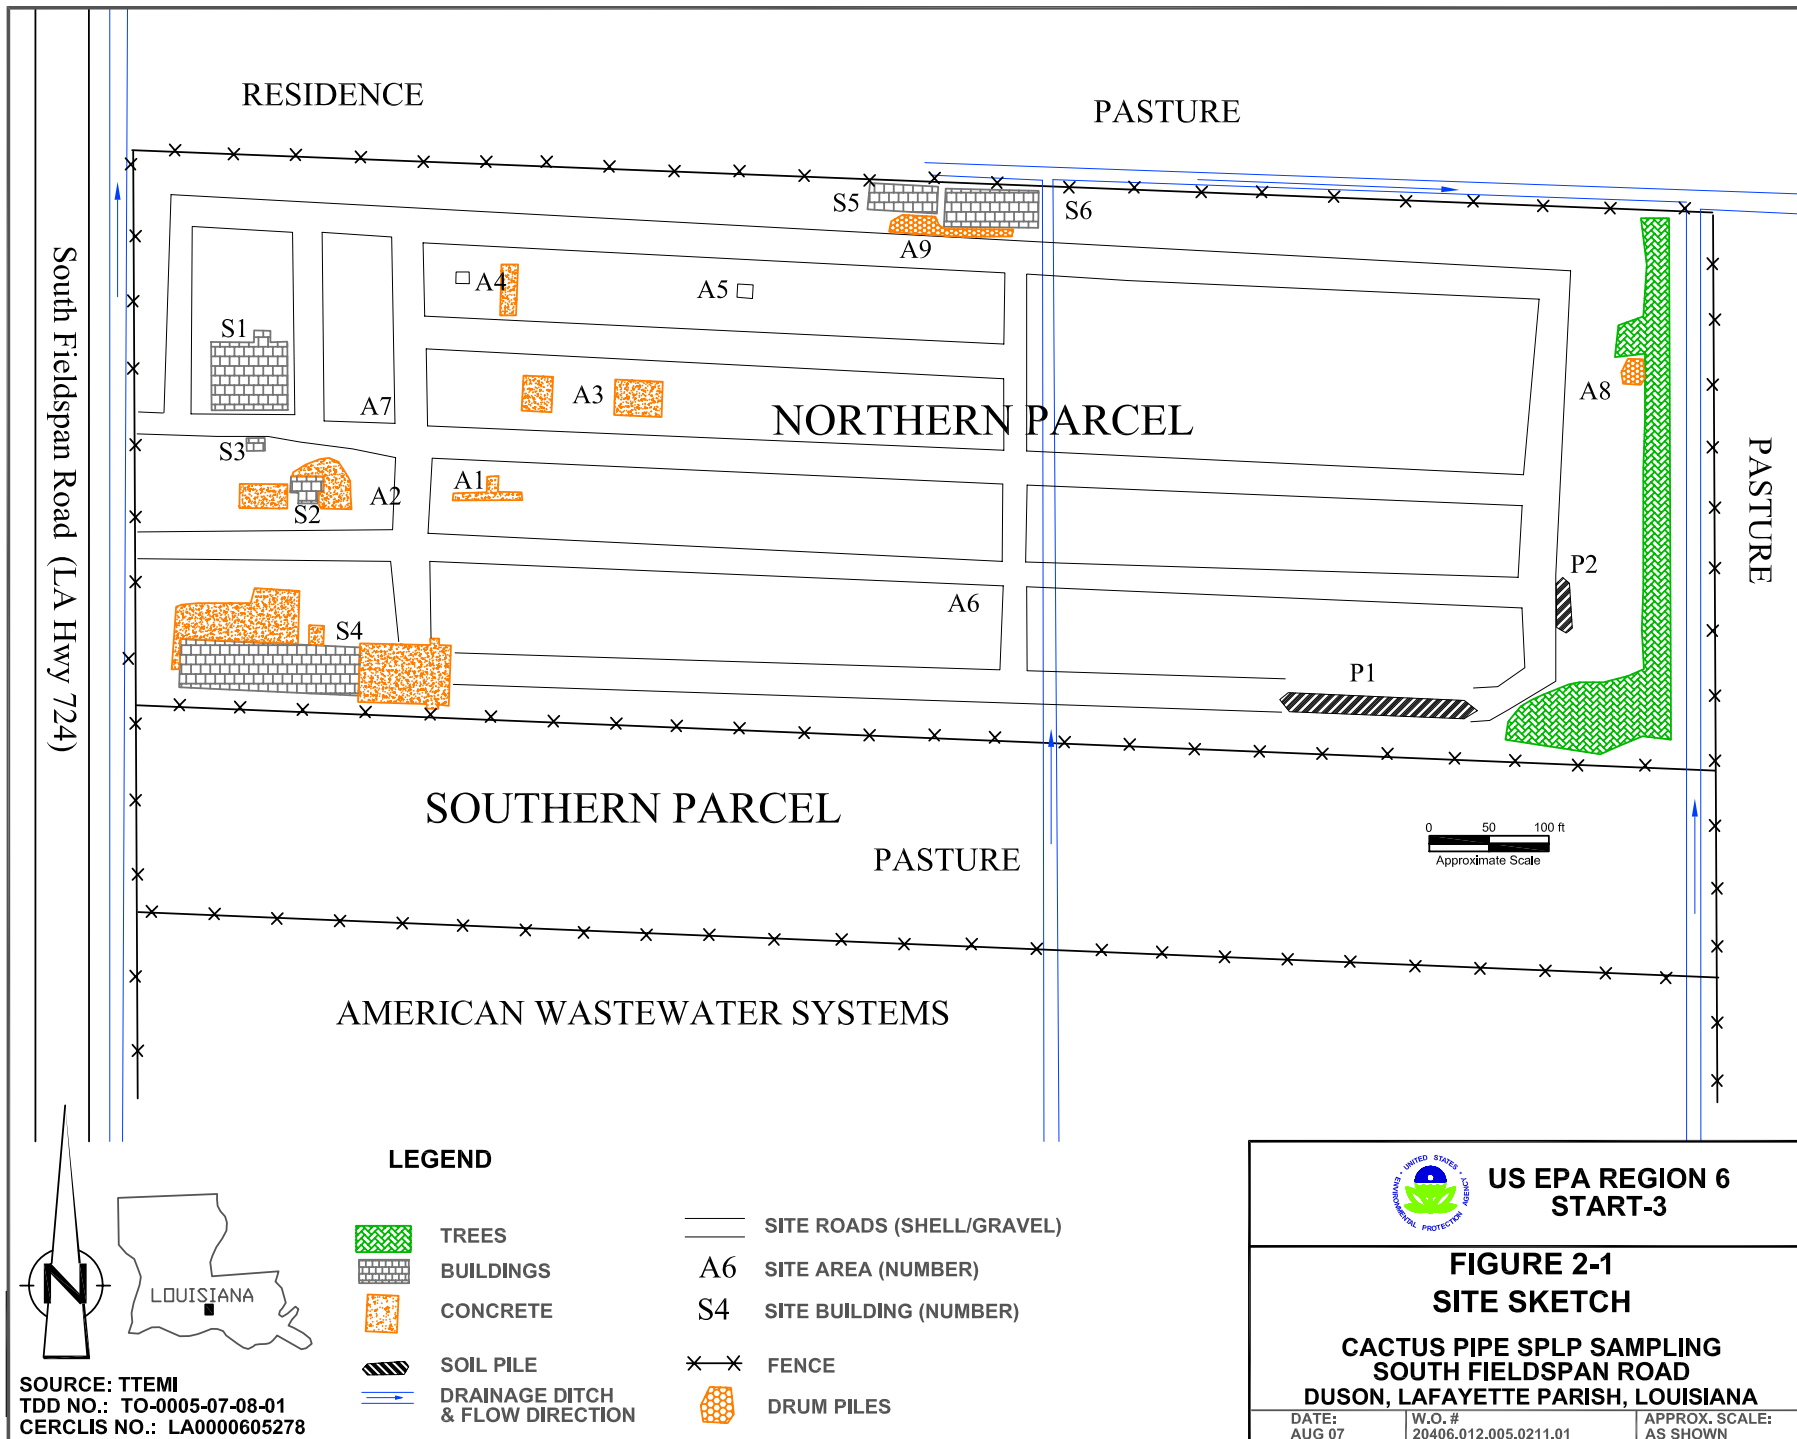 RESIDENCE
PASTURE
S5
S6
A9
A4
A5
S1
A3
A7
A8
NORTHERN PARCEL
S3
A1
A2
S2
South Fieldspan Road (LA Hwy 724)
PASTURE
P2
A6
S4
P1
SOUTHERN PARCEL
PASTURE
0 50 100 ft
Approximate Scale
AMERICAN WASTEWATER SYSTEMS
N
LOUISIANA
SOURCE: TTEMI
TDD NO.: TO-0005-07-08-01
CERCLIS NO.: LA0000605278
LEGEND
TREES
BUILDINGS
CONCRETE
SOIL PILE
DRAINAGE DITCH
& FLOW DIRECTION
SITE ROADS (SHELL/GRAVEL)
A6 SITE AREA (NUMBER)
S4 SITE BUILDING (NUMBER)
FENCE
DRUM PILES
UNITED STATES
ENVIRONMENTAL PROTECTION AGENCY
US EPA REGION 6
START-3
FIGURE 2-1
SITE SKETCH
CACTUS PIPE SPLP SAMPLING
SOUTH FIELDSPAN ROAD
DUSON, LAFAYETTE PARISH, LOUISIANA
DATE:
AUG 07
W.O. #
20406.012.005.0211.01
APPROX. SCALE:
AS SHOWN